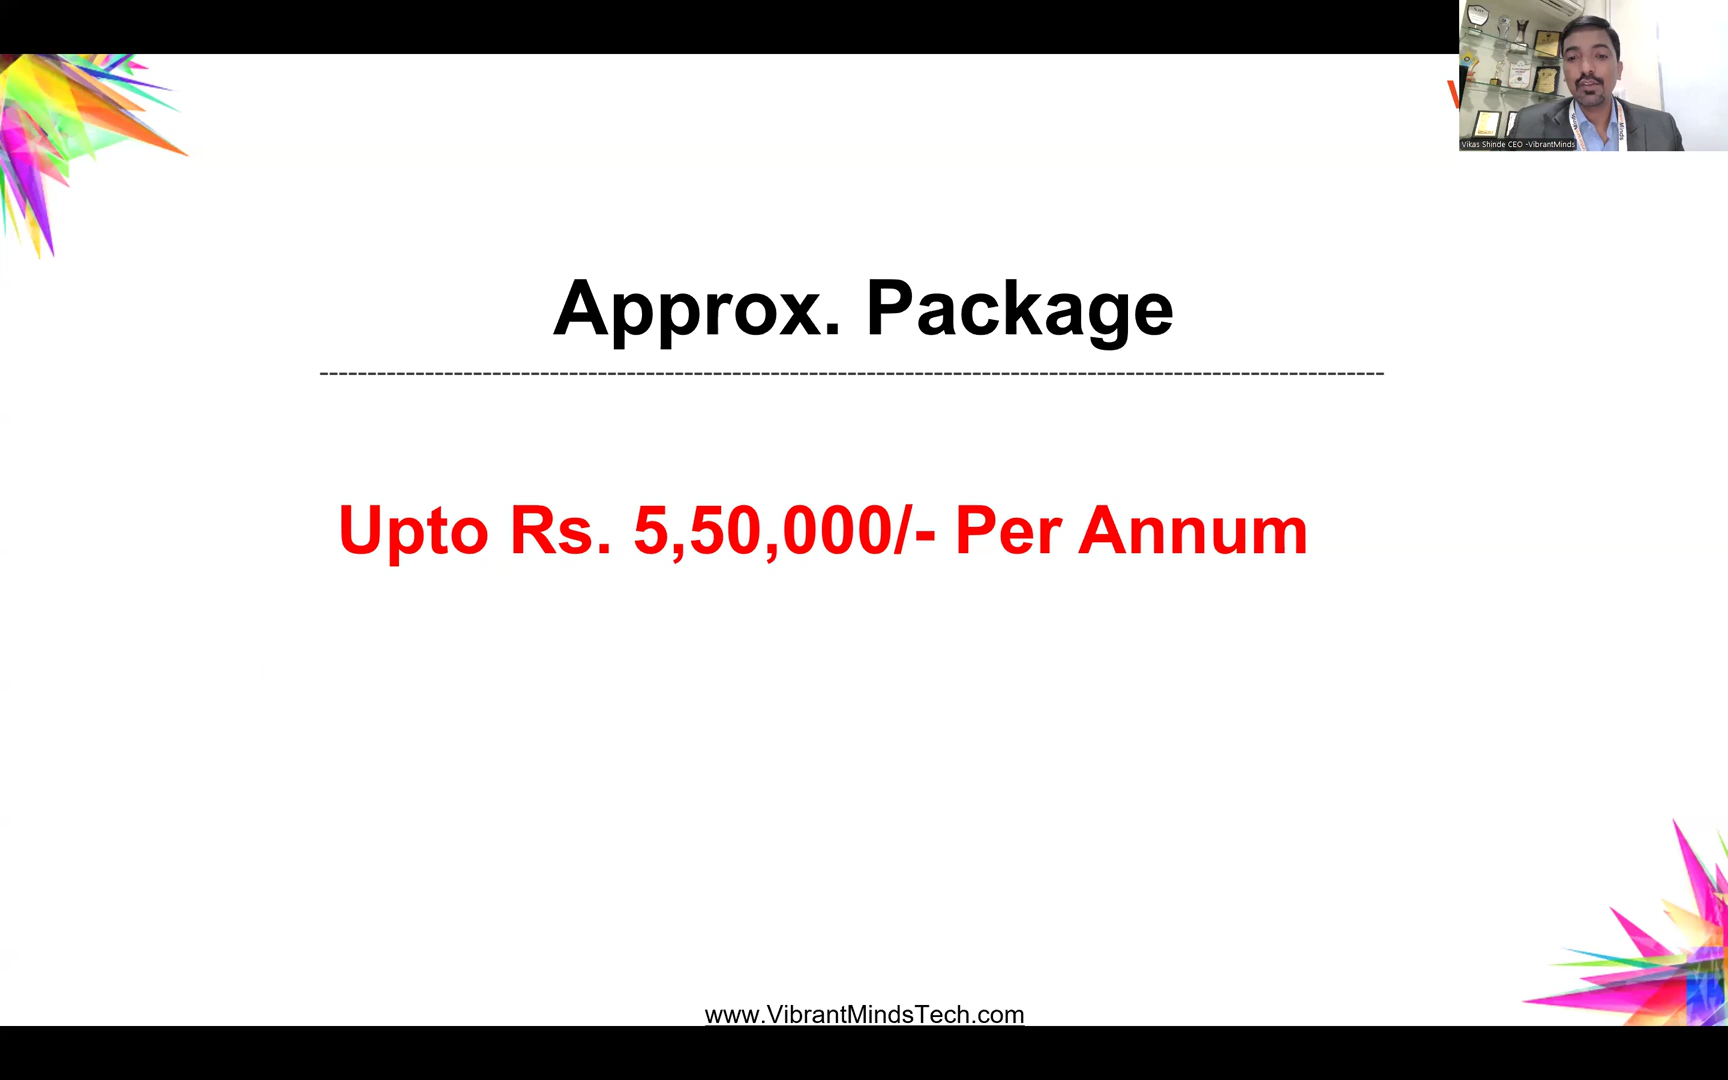 Vikas Shinde CEO -VibrantMinds
Approx. Package
Upto Rs. 5,50,000/- Per Annum
www.VibrantMindsTech.com